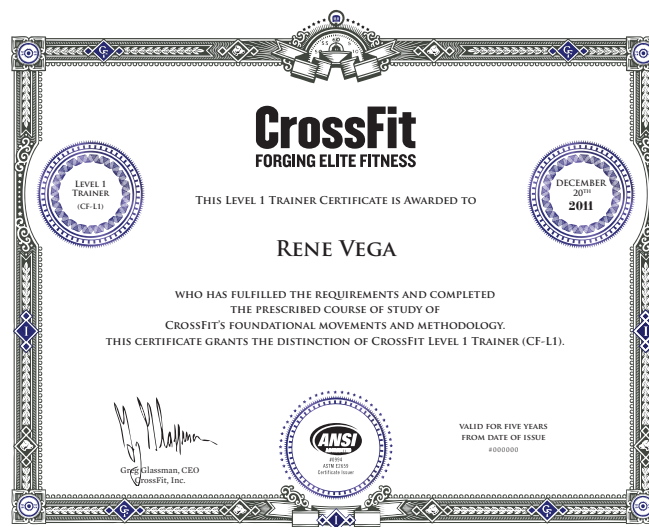 CrossFit
FORGING ELITE FITNESS
LEVEL 1
TRAINER
(CF-L1)
DECEMBER
20TH
2011
THIS LEVEL 1 TRAINER CERTIFICATE IS AWARDED TO
RENE VEGA
WHO HAS FULFILLED THE REQUIREMENTS AND COMPLETED
THE PRESCRIBED COURSE OF STUDY OF
CROSSFIT'S FOUNDATIONAL MOVEMENTS AND METHODOLOGY.
THIS CERTIFICATE GRANTS THE DISTINCTION OF CROSSFIT LEVEL 1 TRAINER (CF-L1).
Greg Glassman, CEO
CrossFit, Inc.
ANSI
#0994
ASTM E2659
Certificate Issuer
VALID FOR FIVE YEARS
FROM DATE OF ISSUE
#000000